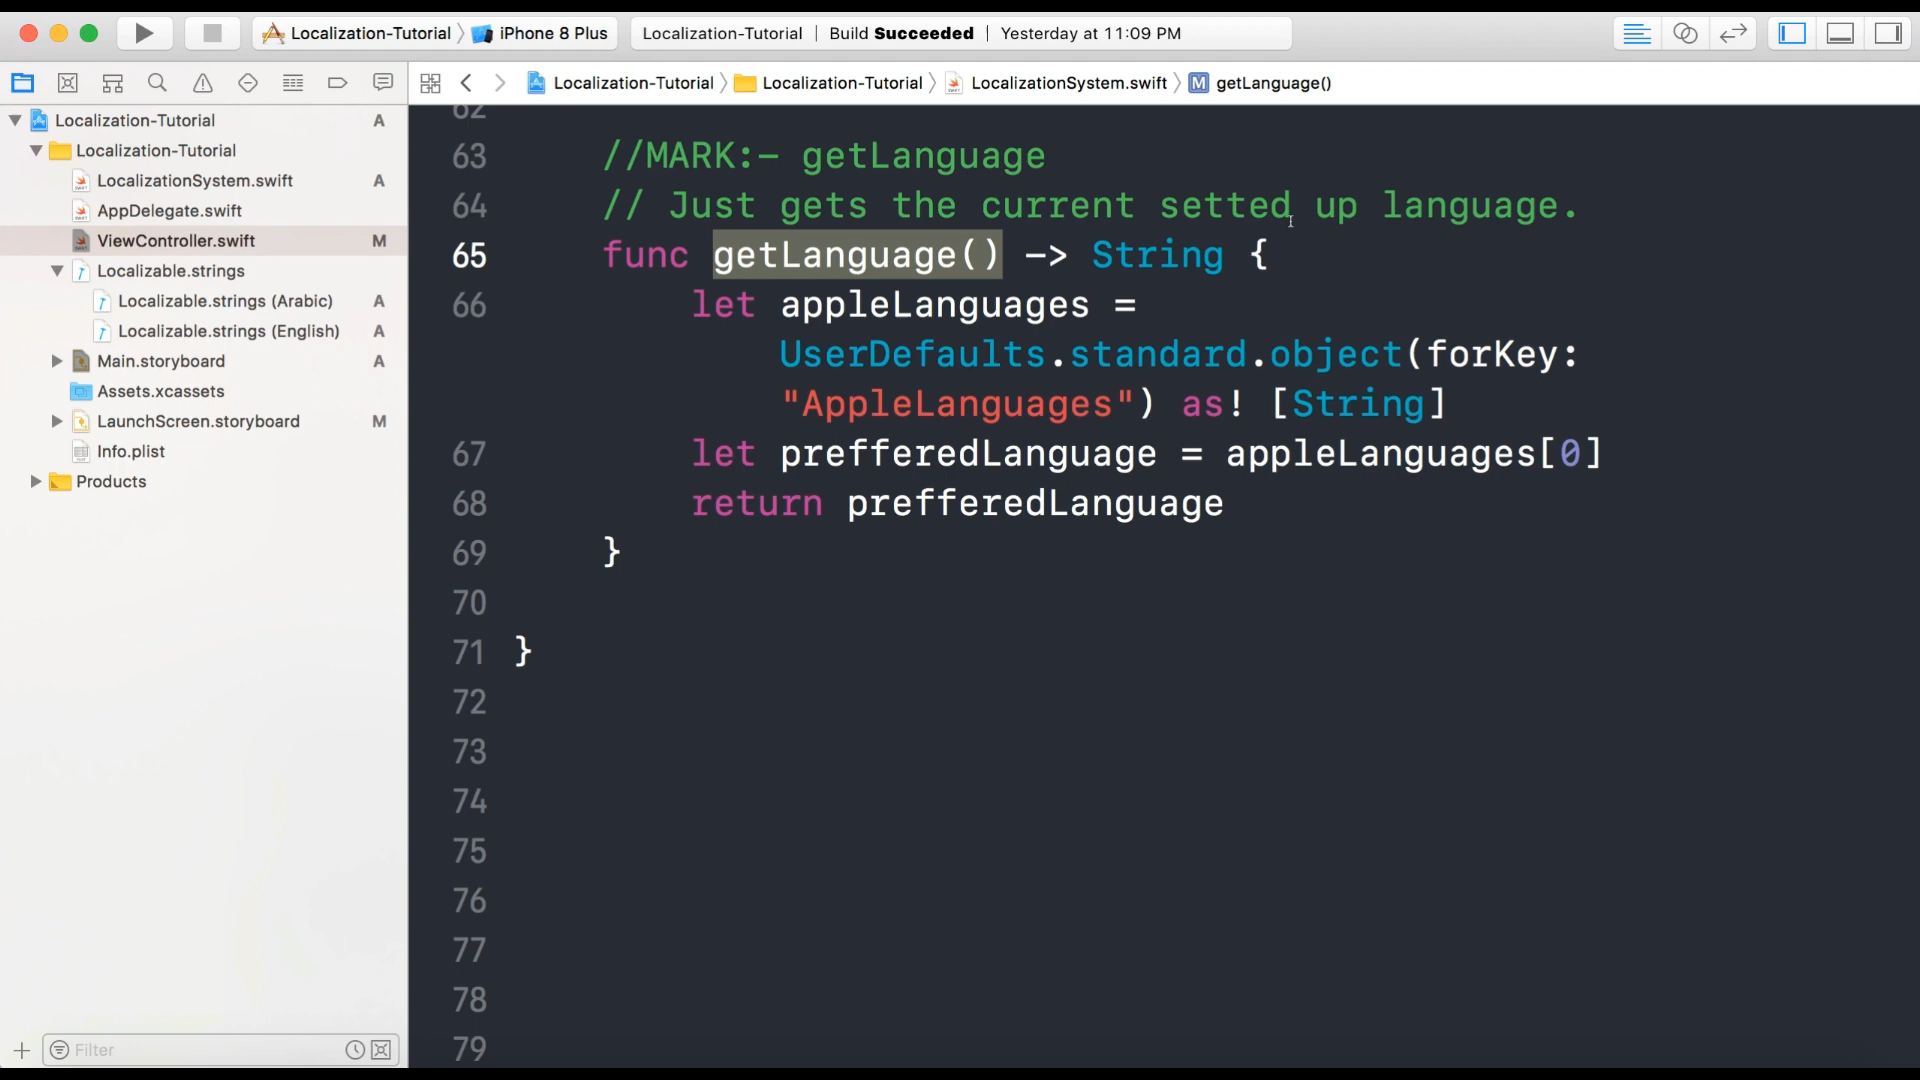 Localization-Tutorial iPhone 8 Plus
Localization-Tutorial | Build Succeeded | Yesterday at 11:09 PM
Localization-Tutorial Localization-Tutorial LocalizationSystem.swift M getLanguage()
Localization-Tutorial A
Localization-Tutorial
LocalizationSystem.swift A
AppDelegate.swift
ViewController.swift M
Localizable.strings
Localizable.strings (Arabic) A
Localizable.strings (English) A
Main.storyboard A
Assets.xcassets
LaunchScreen.storyboard M
Info.plist
Products
Filter
62
63 //MARK:- getLanguage
64 // Just gets the current setted up language.
65 func getLanguage() -> String {
66 let appleLanguages =
UserDefaults.standard.object(forKey:
"AppleLanguages") as! [String]
67 let prefferedLanguage = appleLanguages[0]
68 return prefferedLanguage
69 }
70
71 }
72
73
74
75
76
77
78
79